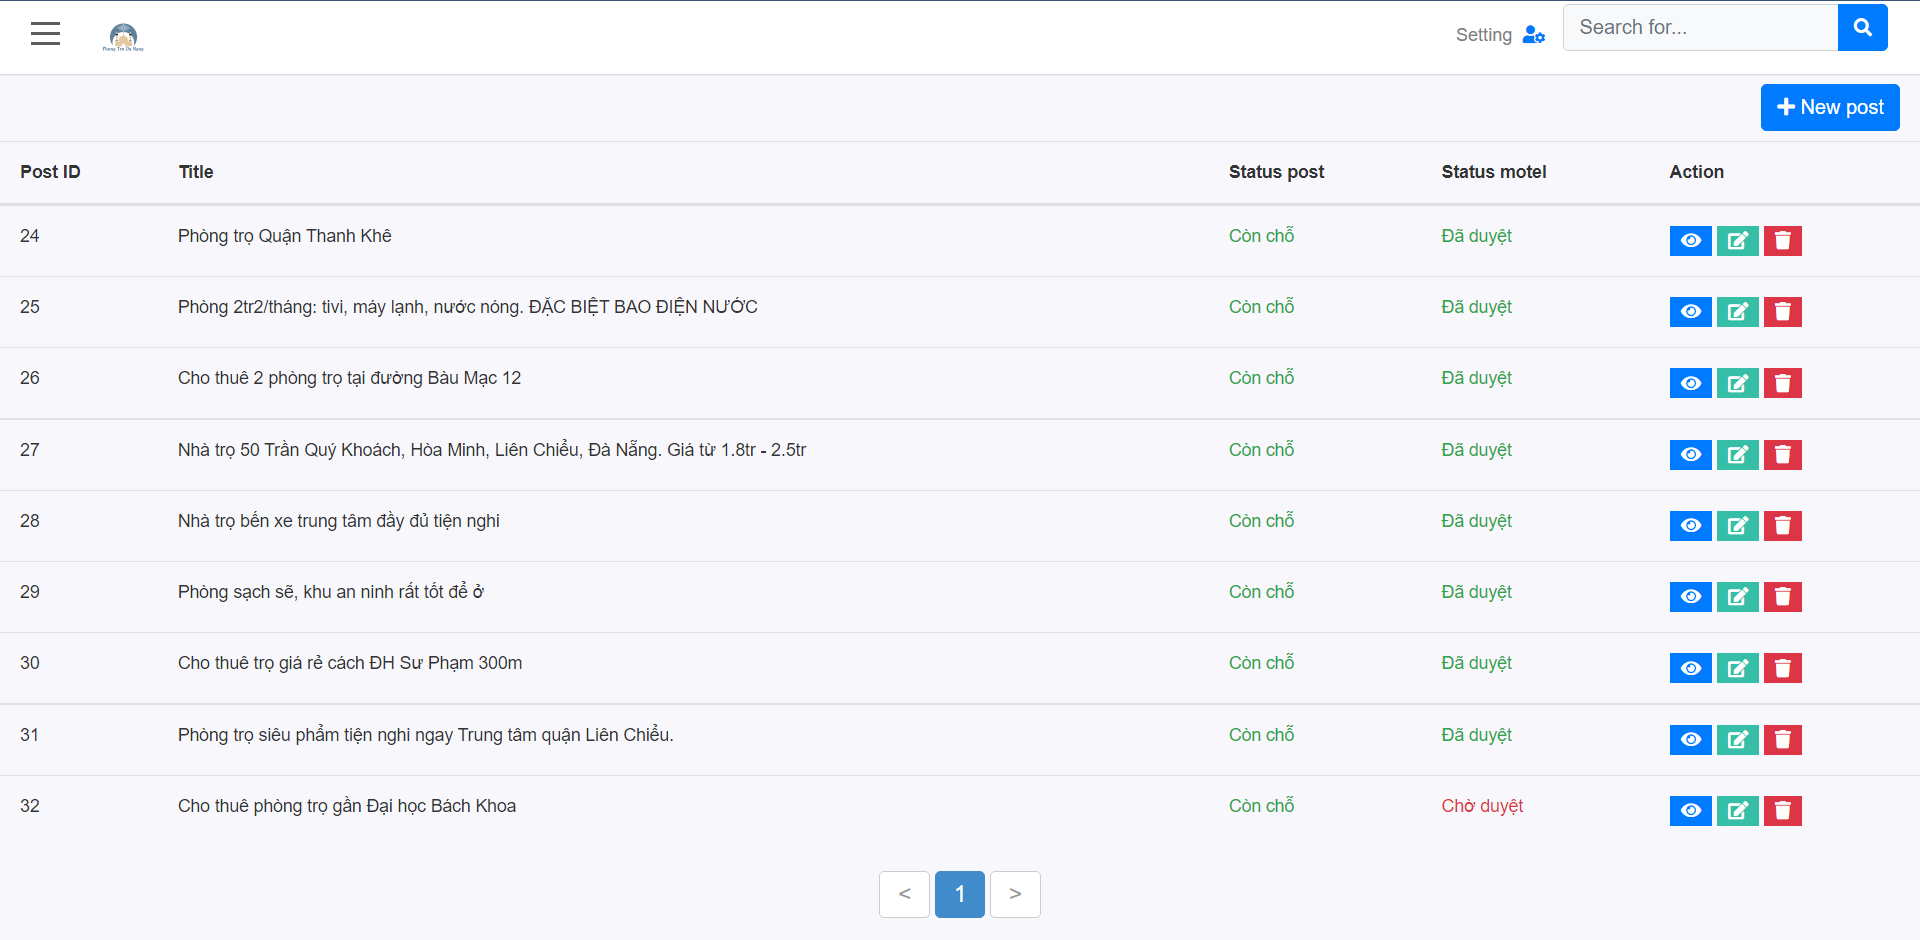 Phòng Trọ Đà Nẵng
Setting
Search for...
New post
Post ID Title Status post Status motel Action
24 Phòng trọ Quận Thanh Khê Còn chỗ Đã duyệt
25 Phòng 2tr2/tháng: tivi, máy lạnh, nước nóng. ĐẶC BIỆT BAO ĐIỆN NƯỚC Còn chỗ Đã duyệt
26 Cho thuê 2 phòng trọ tại đường Bàu Mạc 12 Còn chỗ Đã duyệt
27 Nhà trọ 50 Trần Quý Khoách, Hòa Minh, Liên Chiểu, Đà Nẵng. Giá từ 1.8tr - 2.5tr Còn chỗ Đã duyệt
28 Nhà trọ bến xe trung tâm đầy đủ tiện nghi Còn chỗ Đã duyệt
29 Phòng sạch sẽ, khu an ninh rất tốt để ở Còn chỗ Đã duyệt
30 Cho thuê trọ giá rẻ cách ĐH Sư Phạm 300m Còn chỗ Đã duyệt
31 Phòng trọ siêu phẩm tiện nghi ngay Trung tâm quận Liên Chiểu. Còn chỗ Đã duyệt
32 Cho thuê phòng trọ gần Đại học Bách Khoa Còn chỗ Chờ duyệt
< 1 >